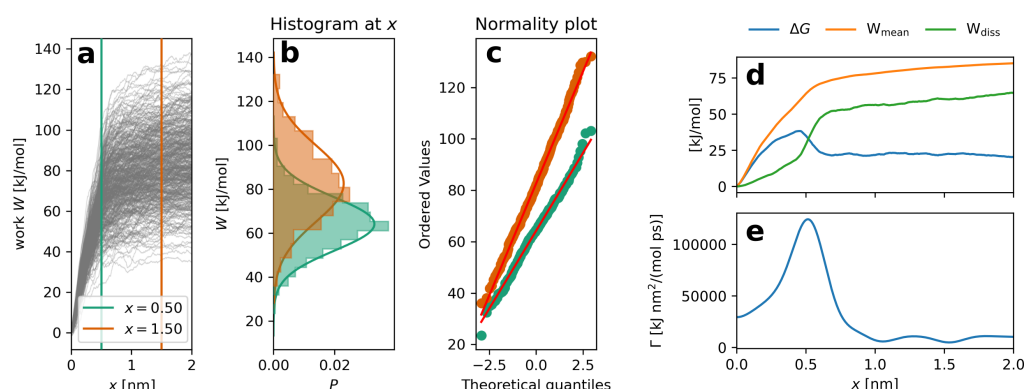 a
work W [kJ/mol]
140
120
100
80
60
40
20
0
x = 0.50
x = 1.50
0
1
2
x [nm]
Histogram at x
b
W [kJ/mol]
140
120
100
80
60
40
20
0.00
0.02
P
Normality plot
c
Ordered Values
120
100
80
60
40
20
−2.5
0.0
2.5
Theoretical quantiles
ΔG
W_mean
W_diss
d
[kJ/mol]
75
50
25
0
e
Γ [kJ nm²/(mol ps)]
100000
50000
0
0.0
0.5
1.0
1.5
2.0
x [nm]